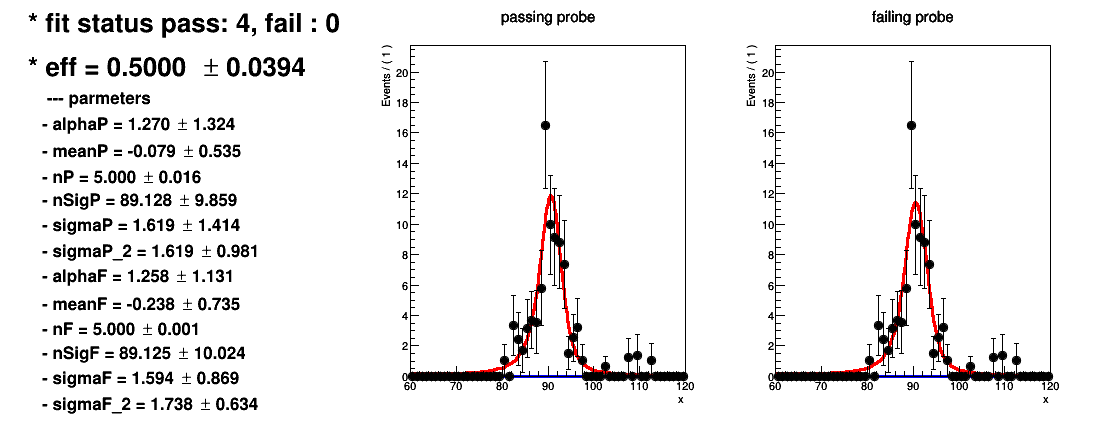 * fit status pass: 4, fail : 0
* eff = 0.5000 ± 0.0394
--- parmeters
- alphaP = 1.270 ± 1.324
- meanP = -0.079 ± 0.535
- nP = 5.000 ± 0.016
- nSigP = 89.128 ± 9.859
- sigmaP = 1.619 ± 1.414
- sigmaP_2 = 1.619 ± 0.981
- alphaF = 1.258 ± 1.131
- meanF = -0.238 ± 0.735
- nF = 5.000 ± 0.001
- nSigF = 89.125 ± 10.024
- sigmaF = 1.594 ± 0.869
- sigmaF_2 = 1.738 ± 0.634
passing probe
Events / ( 1 )
20
18
16
14
12
10
8
6
4
2
0
60 70 80 90 100 110 120
x
failing probe
Events / ( 1 )
20
18
16
14
12
10
8
6
4
2
0
60 70 80 90 100 110 120
x